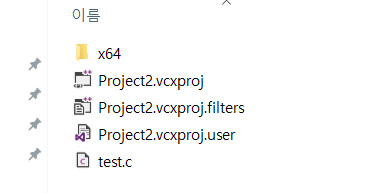 이름
x64
Project2.vcxproj
Project2.vcxproj.filters
Project2.vcxproj.user
test.c